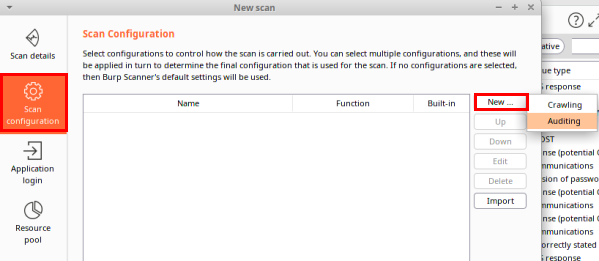 New scan
Scan details
Scan
configuration
Application
login
Resource
pool
Scan Configuration
Select configurations to control how the scan is carried out. You can select multiple configurations, and these will
be applied in turn to determine the final configuration that is used for the scan. If no configurations are selected,
then Burp Scanner's default settings will be used.
Name Function Built-in
New ...
Up
Down
Edit
Delete
Import
Crawling
Auditing
ative
ue type
response
OST
nse (potential
mmunications
sion of passwo
nse (potential
mmunications
nse (potential
mmunications
orrectly stated
response